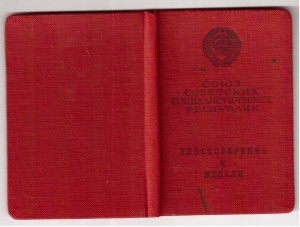 СОЮЗ
СОВЕТСКИХ
СОЦИАЛИСТИЧЕСКИХ
РЕСПУБЛИК
УДОСТОВЕРЕНИЕ
К
МЕДАЛИ